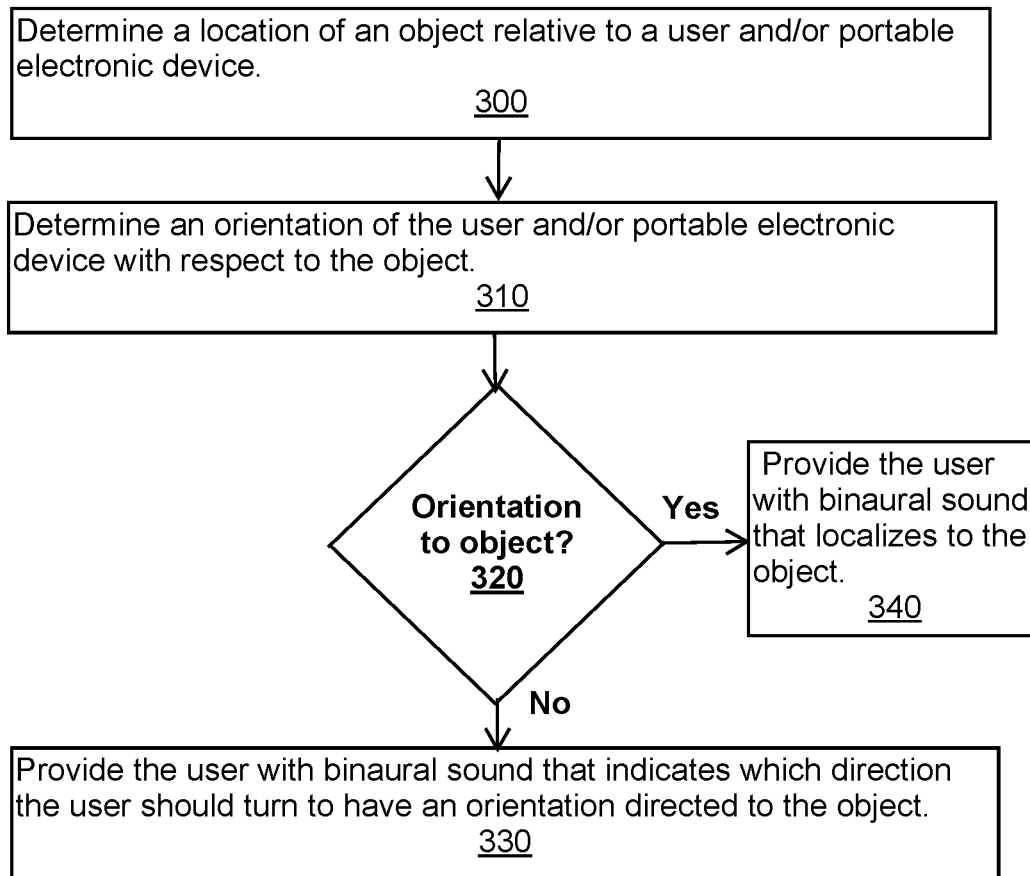 Determine a location of an object relative to a user and/or portable
electronic device.
300
Determine an orientation of the user and/or portable electronic
device with respect to the object.
310
Orientation
to object?
320
Yes
Provide the user
with binaural sound
that localizes to the
object.
340
No
Provide the user with binaural sound that indicates which direction
the user should turn to have an orientation directed to the object.
330